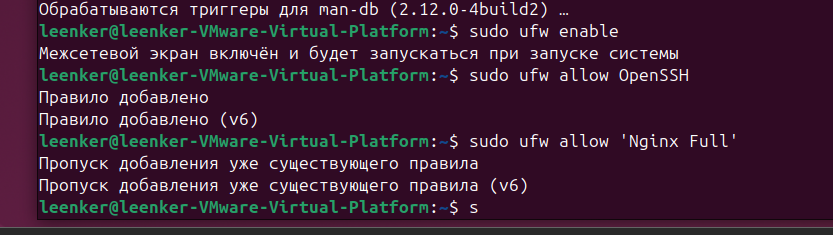 Обрабатываются триггеры для man-db (2.12.0-4build2) …
leenker@leenker-VMware-Virtual-Platform:~$ sudo ufw enable
Межсетевой экран включён и будет запускаться при запуске системы
leenker@leenker-VMware-Virtual-Platform:~$ sudo ufw allow OpenSSH
Правило добавлено
Правило добавлено (v6)
leenker@leenker-VMware-Virtual-Platform:~$ sudo ufw allow 'Nginx Full'
Пропуск добавления уже существующего правила
Пропуск добавления уже существующего правила (v6)
leenker@leenker-VMware-Virtual-Platform:~$ s